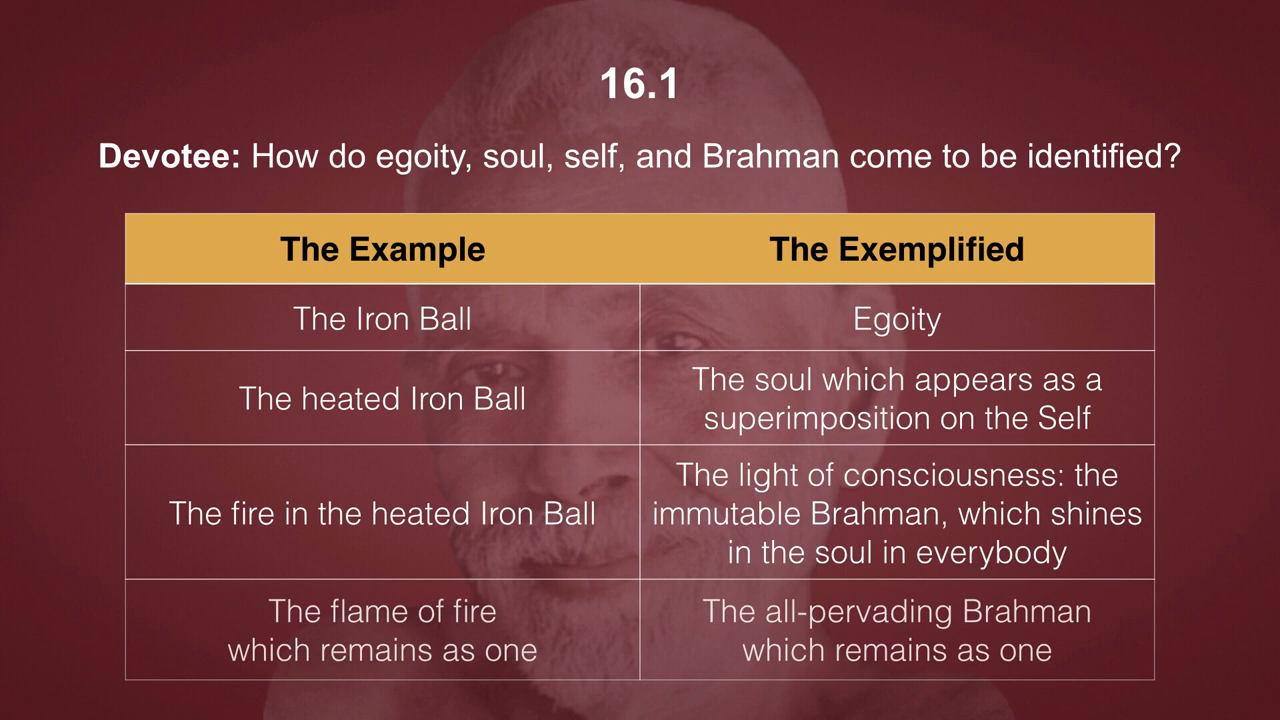 16.1
Devotee: How do egoity, soul, self, and Brahman come to be identified?
The Example
The Exemplified
The Iron Ball
Egoity
The heated Iron Ball
The soul which appears as a
superimposition on the Self
The fire in the heated Iron Ball
The light of consciousness: the
immutable Brahman, which shines
in the soul in everybody
The flame of fire
which remains as one
The all-pervading Brahman
which remains as one